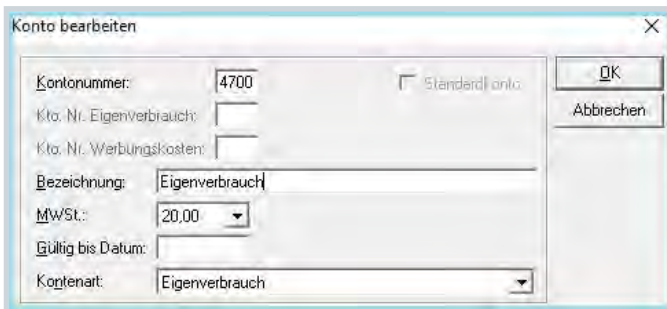 Konto bearbeiten
Kontonummer: 4700 Standardkonto
OK
Kto. Nr. Eigenverbrauch:
Abbrechen
Kto. Nr. Werbungskosten:
Bezeichnung: Eigenverbrauch
MWSt.: 20,00
Gültig bis Datum:
Kontenart: Eigenverbrauch